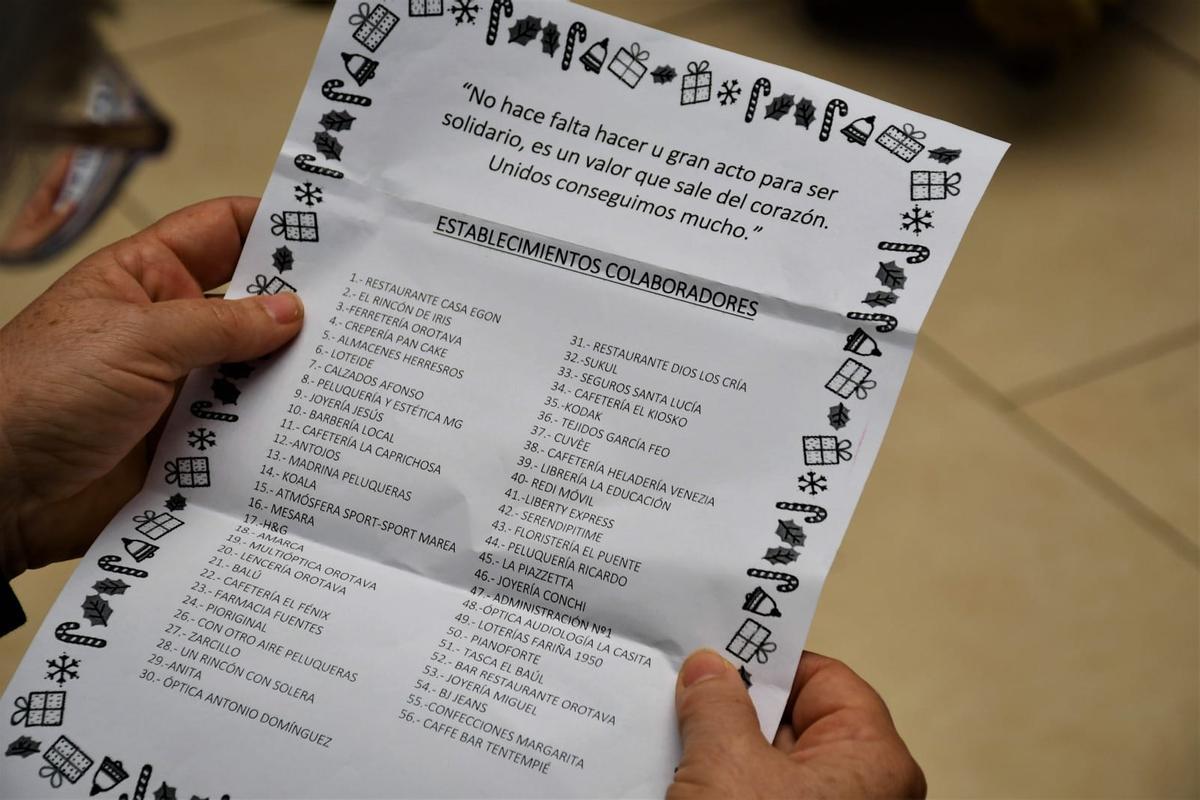 “No hace falta hacer u gran acto para ser
solidario, es un valor que sale del corazón.
Unidos conseguimos mucho.”
ESTABLECIMIENTOS COLABORADORES
1.- RESTAURANTE CASA EGON
2.- EL RINCÓN DE IRIS
3.-FERRETERÍA OROTAVA
4.- CREPERÍA PAN CAKE
5.- ALMACENES HERRESROS
6.- LOTEIDE
7.- CALZADOS AFONSO
8.- PELUQUERÍA Y ESTÉTICA MG
9.- JOYERÍA JESÚS
10.- BARBERÍA LOCAL
11.- CAFETERÍA LA CAPRICHOSA
12.-ANTOJOS
13.- MADRINA PELUQUERAS
14.- KOALA
15.- ATMÓSFERA SPORT-SPORT MAREA
16.- MESARA
17.-H&G
18.- AMARCA
19.- MULTIÓPTICA OROTAVA
20.- LENCERÍA OROTAVA
21.- BALÚ
22.- CAFETERÍA EL FÉNIX
23.- FARMACIA FUENTES
24.- PIORIGINAL
26.- CON OTRO AIRE PELUQUERAS
27.- ZARCILLO
28.- UN RINCÓN CON SOLERA
29.-ANITA
30.- ÓPTICA ANTONIO DOMÍNGUEZ
31.- RESTAURANTE DIOS LOS CRÍA
32.-SUKUL
33.- SEGUROS SANTA LUCÍA
34.- CAFETERÍA EL KIOSKO
35.-KODAK
36.- TEJIDOS GARCÍA FEO
37.- CUVÈE
38.- CAFETERÍA HELADERÍA VENEZIA
39.- LIBRERÍA LA EDUCACIÓN
40- REDI MÓVIL
41.-LIBERTY EXPRESS
42.- SERENDIPITIME
43.- FLORISTERÍA EL PUENTE
44.- PELUQUERÍA RICARDO
45.- LA PIAZZETTA
46.- JOYERÍA CONCHI
47.- ADMINISTRACIÓN Nº1
48.-ÓPTICA AUDIOLOGÍA LA CASITA
49.- LOTERÍAS FARIÑA 1950
50.- PIANOFORTE
51.- TASCA EL BAÚL
52.- BAR RESTAURANTE OROTAVA
53.- JOYERÍA MIGUEL
54.- BJ JEANS
55.-CONFECCIONES MARGARITA
56.- CAFFE BAR TENTEMPIÉ